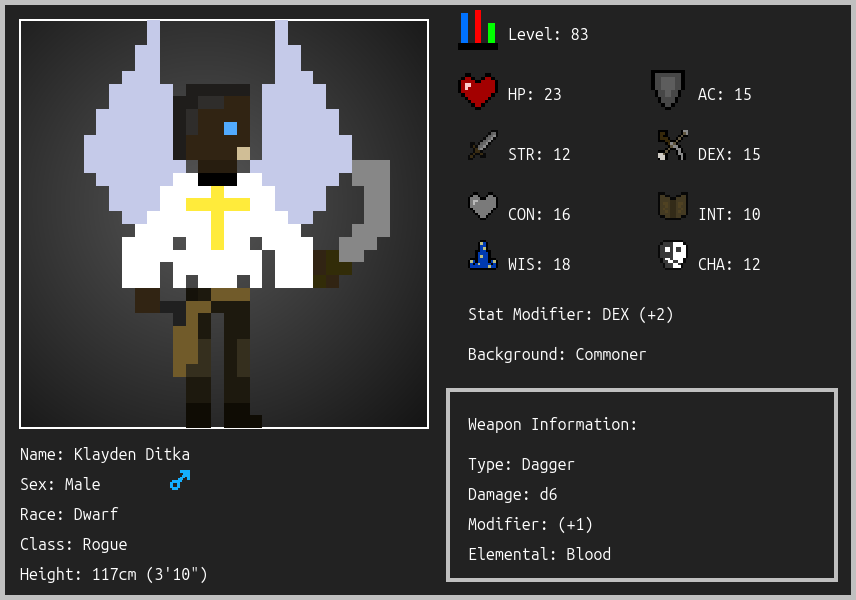 Level: 83
HP: 23
AC: 15
STR: 12
DEX: 15
CON: 16
INT: 10
WIS: 18
CHA: 12
Stat Modifier: DEX (+2)
Background: Commoner
Weapon Information:
Type: Dagger
Damage: d6
Modifier: (+1)
Elemental: Blood
Name: Klayden Ditka
Sex: Male
Race: Dwarf
Class: Rogue
Height: 117cm (3'10")